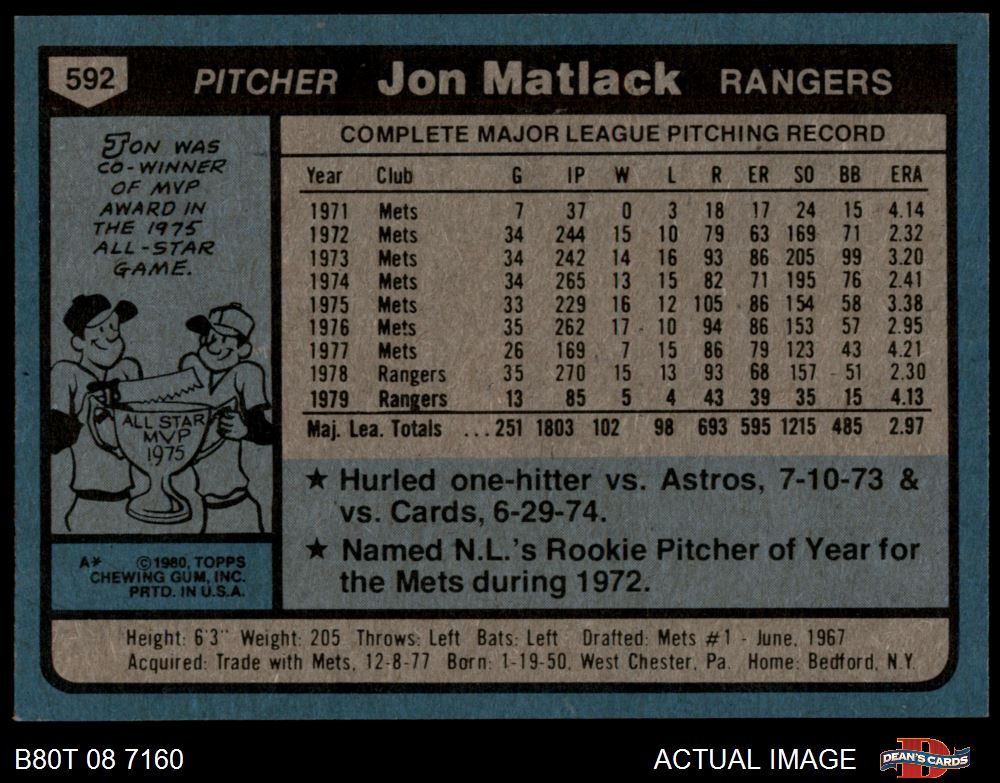 592 PITCHER Jon Matlack RANGERS
JON WAS
CO-WINNER
OF MVP
AWARD IN
THE 1975
ALL-STAR
GAME.
ALL STAR
MVP
1975
A* ©1980, TOPPS
CHEWING GUM, INC.
PRTD. IN U.S.A.
COMPLETE MAJOR LEAGUE PITCHING RECORD
Year Club G IP W L R ER SO BB ERA
1971 Mets 7 37 0 3 18 17 24 15 4.14
1972 Mets 34 244 15 10 79 63 169 71 2.32
1973 Mets 34 242 14 16 93 86 205 99 3.20
1974 Mets 34 265 13 15 82 71 195 76 2.41
1975 Mets 33 229 16 12 105 86 154 58 3.38
1976 Mets 35 262 17 10 94 86 153 57 2.95
1977 Mets 26 169 7 15 86 79 123 43 4.21
1978 Rangers 35 270 15 13 93 68 157 51 2.30
1979 Rangers 13 85 5 4 43 39 35 15 4.13
Maj. Lea. Totals ...251 1803 102 98 693 595 1215 485 2.97
★ Hurled one-hitter vs. Astros, 7-10-73 &
vs. Cards, 6-29-74.
★ Named N.L.'s Rookie Pitcher of Year for
the Mets during 1972.
Height: 6'3" Weight: 205 Throws: Left Bats: Left Drafted: Mets #1 - June, 1967
Acquired: Trade with Mets, 12-8-77 Born: 1-19-50, West Chester, Pa. Home: Bedford, N.Y.
B80T 08 7160 ACTUAL IMAGE DEAN'S CARDS